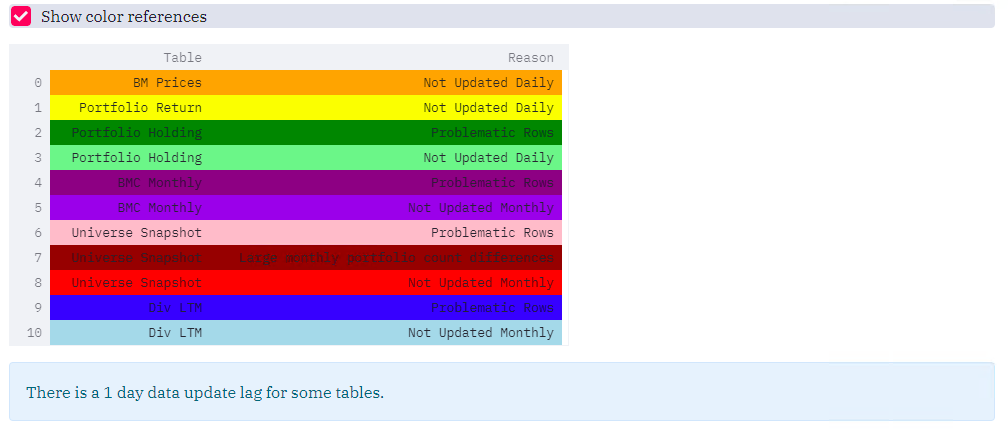 Show color references
Table Reason
0 BM Prices Not Updated Daily
1 Portfolio Return Not Updated Daily
2 Portfolio Holding Problematic Rows
3 Portfolio Holding Not Updated Daily
4 BMC Monthly Problematic Rows
5 BMC Monthly Not Updated Monthly
6 Universe Snapshot Problematic Rows
7 Universe Snapshot Large monthly portfolio count differences
8 Universe Snapshot Not Updated Monthly
9 Div LTM Problematic Rows
10 Div LTM Not Updated Monthly
There is a 1 day data update lag for some tables.